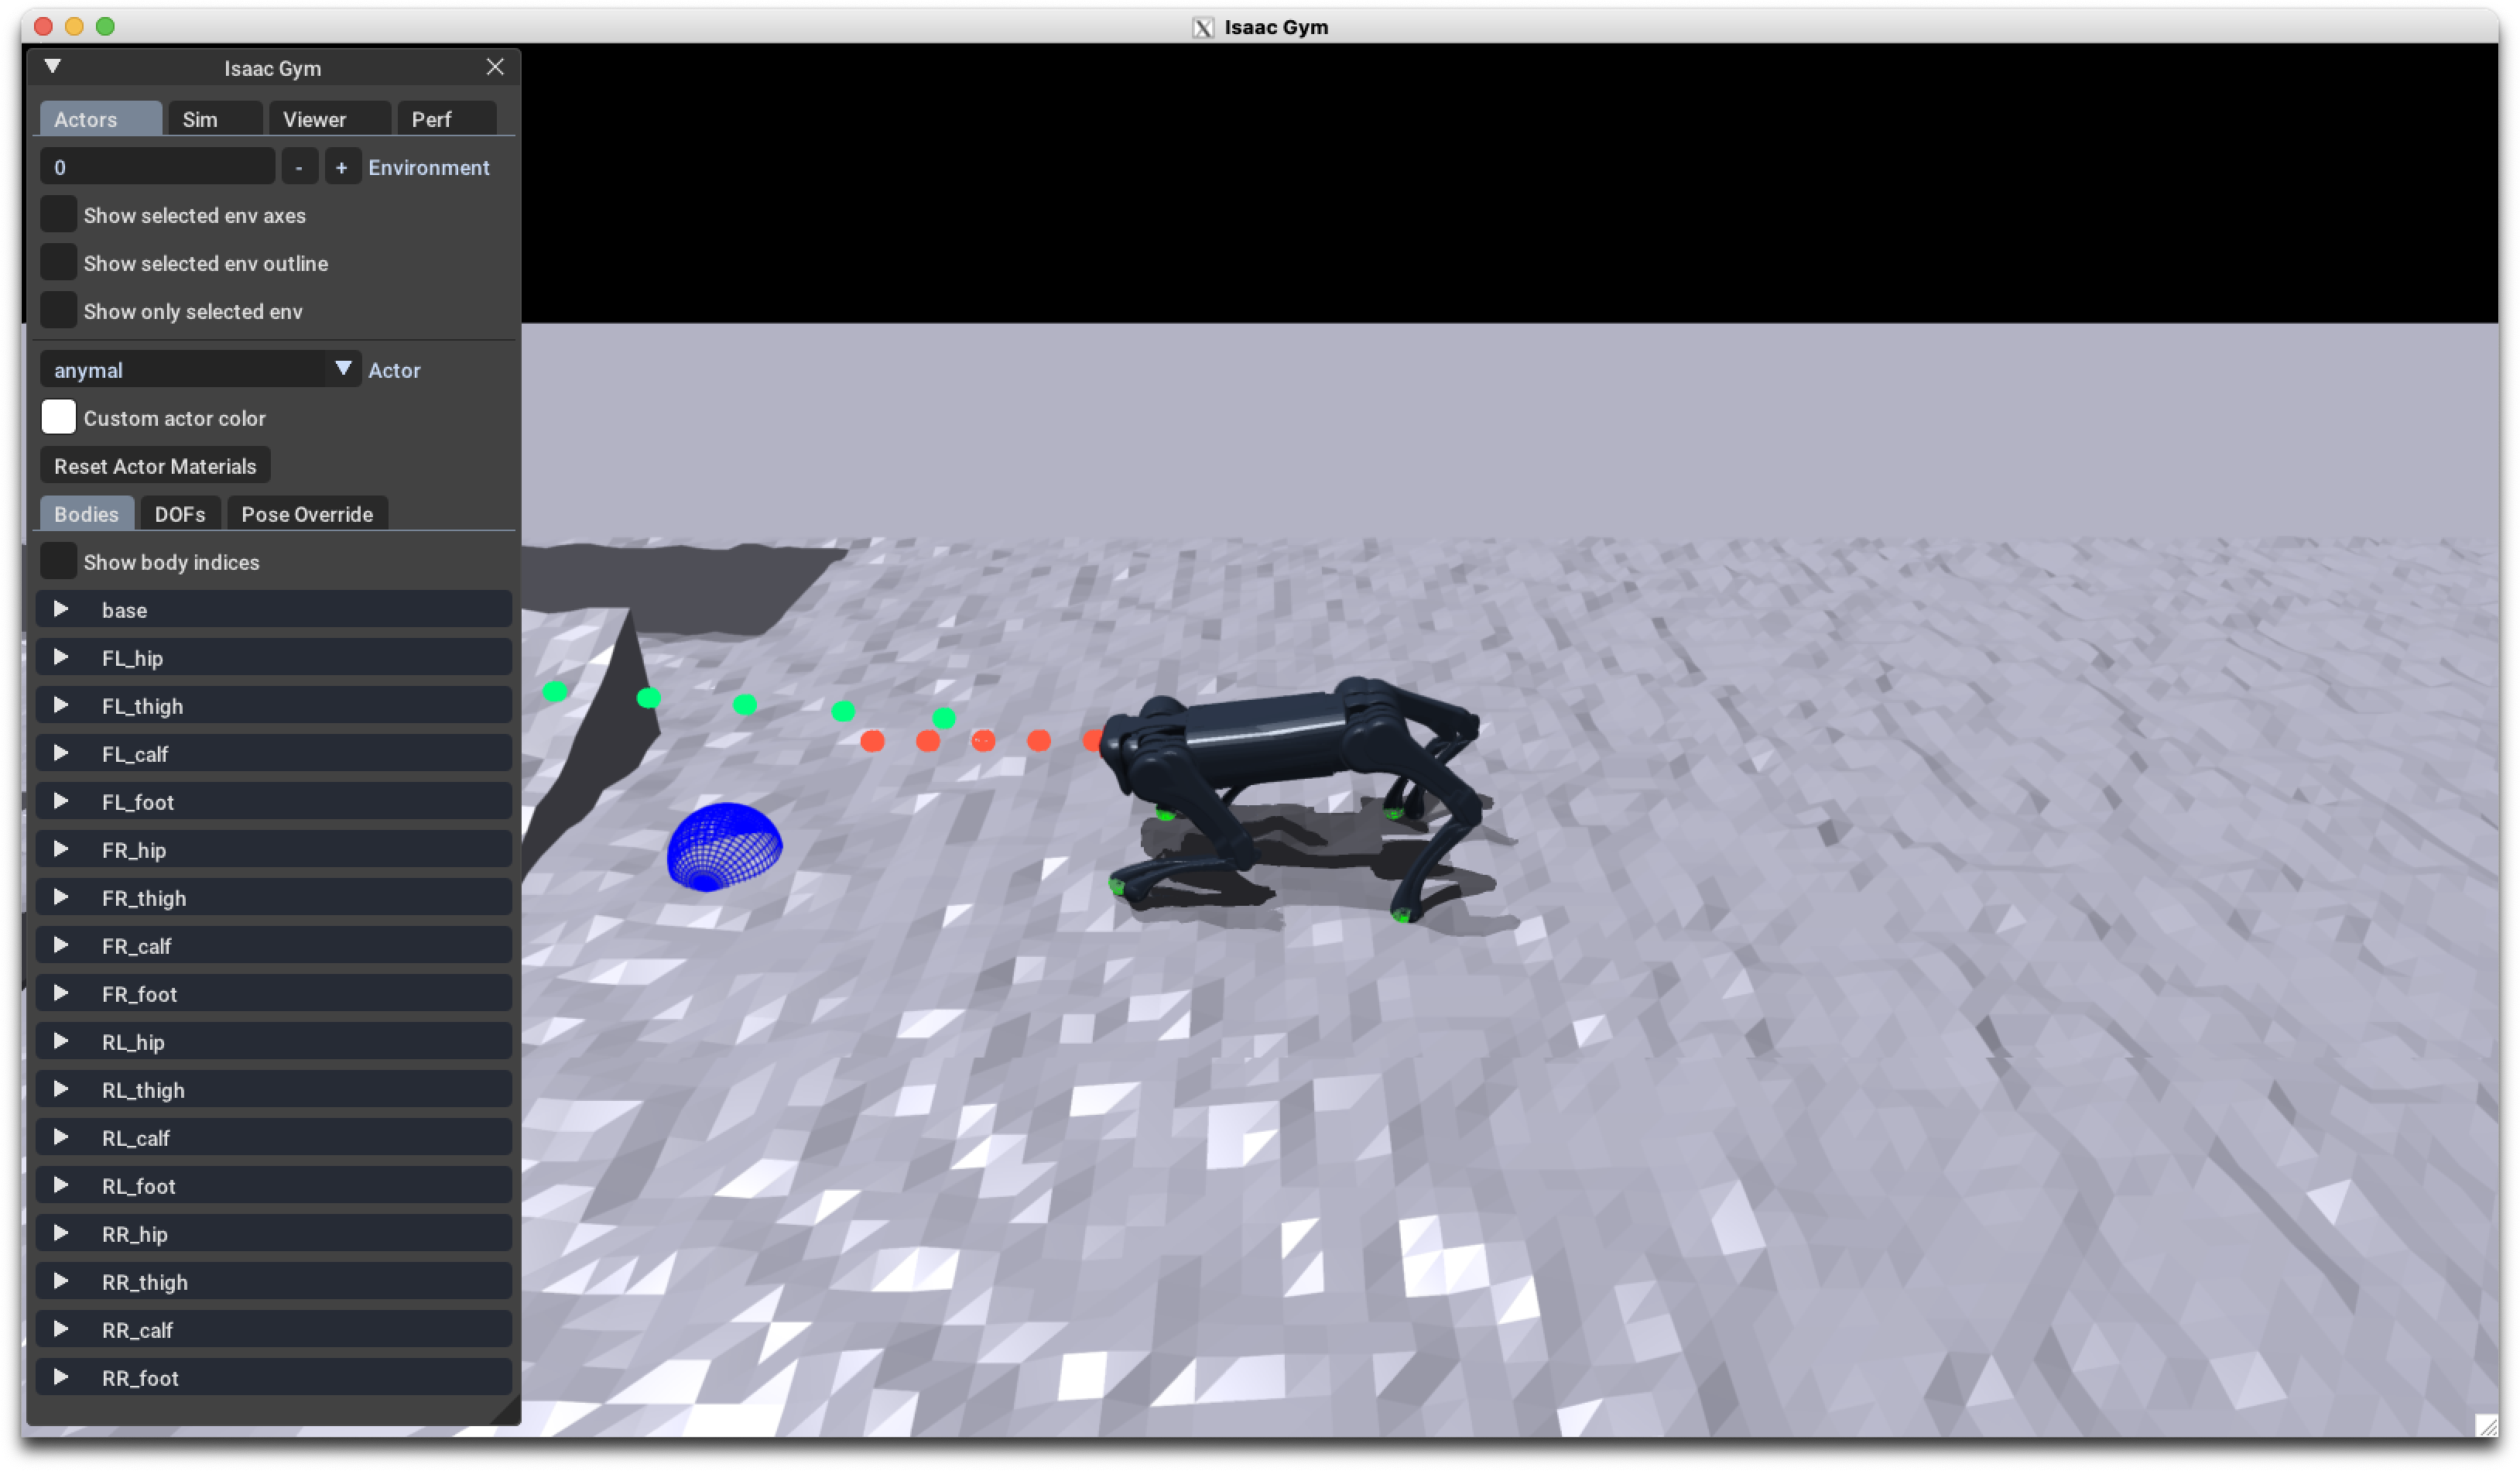 Isaac Gym
Isaac Gym
Actors Sim Viewer Perf
0 - + Environment
Show selected env axes
Show selected env outline
Show only selected env
anymal Actor
Custom actor color
Reset Actor Materials
Bodies DOFs Pose Override
Show body indices
base
FL_hip
FL_thigh
FL_calf
FL_foot
FR_hip
FR_thigh
FR_calf
FR_foot
RL_hip
RL_thigh
RL_calf
RL_foot
RR_hip
RR_thigh
RR_calf
RR_foot